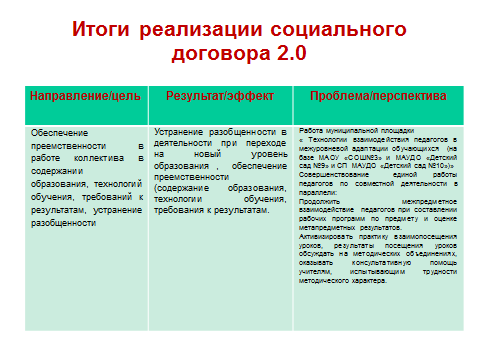 Итоги реализации социального
договора 2.0
Направление/цель
Результат/эффект
Проблема/перспектива
Обеспечение
преемственности в
работе коллектива в
содержании
образования, технологий
обучения, требований к
результатам, устранение
разобщенности
Устранение разобщенности в
деятельности при переходе
на новый уровень
образования , обеспечение
преемственности
(содержание образования,
технологии обучения,
требования к результатам.
Работа муниципальной площадки
« Технологии взаимодействия педагогов в
межуровневой адаптации обучающихся (на
базе МАОУ «СОШ№3» и МАУДО «Детский
сад №9» и СП МАУДО «Детский сад №10»)»
Совершенствование единой работы
педагогов по совместной деятельности в
параллели:
Продолжить межпредметное
взаимодействие педагогов при составлении
рабочих программ по предмету и оценке
метапредметных результатов.
Активизировать практику взаимопосещения
уроков, результаты посещения уроков
обсуждать на методических объединениях,
оказывать консультативную помощь
учителям, испытывающим трудности
методического характера.